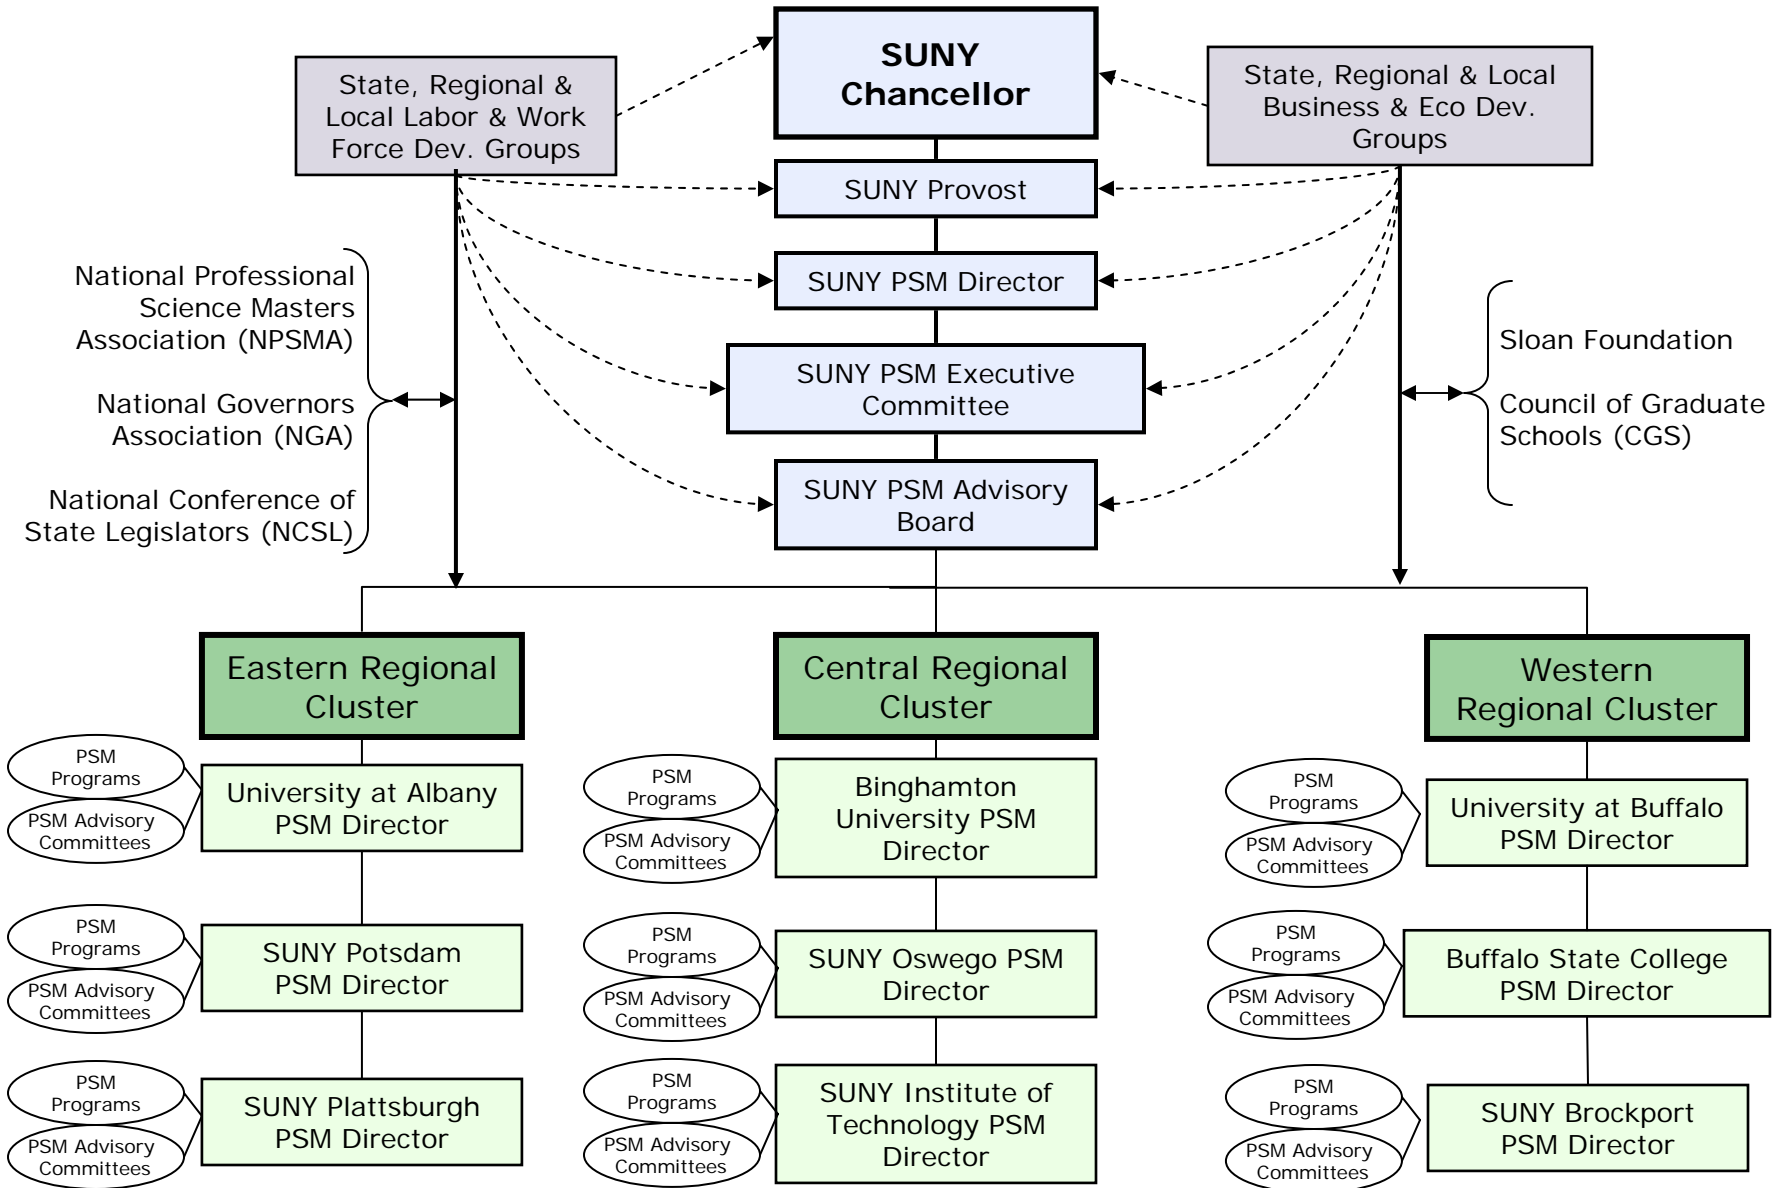 SUNY
Chancellor
State, Regional &
Local Labor & Work
Force Dev. Groups
State, Regional & Local
Business & Eco Dev.
Groups
SUNY Provost
SUNY PSM Director
SUNY PSM Executive
Committee
SUNY PSM Advisory
Board
National Professional
Science Masters
Association (NPSMA)
National Governors
Association (NGA)
National Conference of
State Legislators (NCSL)
Sloan Foundation
Council of Graduate
Schools (CGS)
Eastern Regional
Cluster
PSM
Programs
PSM Advisory
Committees
University at Albany
PSM Director
PSM
Programs
PSM Advisory
Committees
SUNY Potsdam
PSM Director
PSM
Programs
PSM Advisory
Committees
SUNY Plattsburgh
PSM Director
Central Regional
Cluster
PSM
Programs
PSM Advisory
Committees
Binghamton
University PSM
Director
PSM
Programs
PSM Advisory
Committees
SUNY Oswego PSM
Director
PSM
Programs
PSM Advisory
Committees
SUNY Institute of
Technology PSM
Director
Western
Regional Cluster
PSM
Programs
PSM Advisory
Committees
University at Buffalo
PSM Director
PSM
Programs
PSM Advisory
Committees
Buffalo State College
PSM Director
PSM
Programs
PSM Advisory
Committees
SUNY Brockport
PSM Director